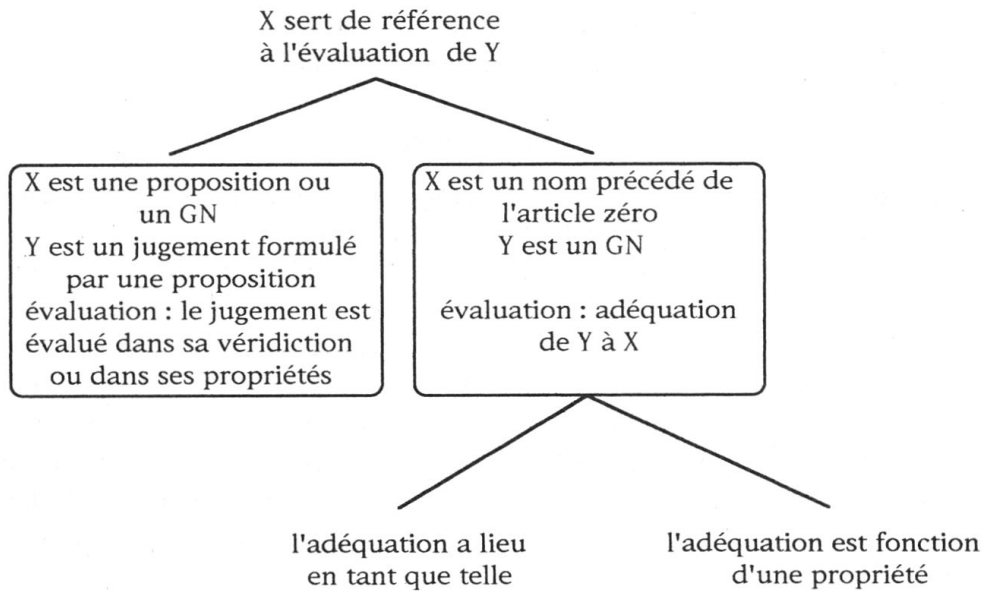 X sert de référence
à l'évaluation de Y
X est une proposition ou
un GN
Y est un jugement formulé
par une proposition
évaluation : le jugement est
évalué dans sa véridiction
ou dans ses propriétés
X est un nom précédé de
l'article zéro
Y est un GN
évaluation : adéquation
de Y à X
l'adéquation a lieu
en tant que telle
l'adéquation est fonction
d'une propriété